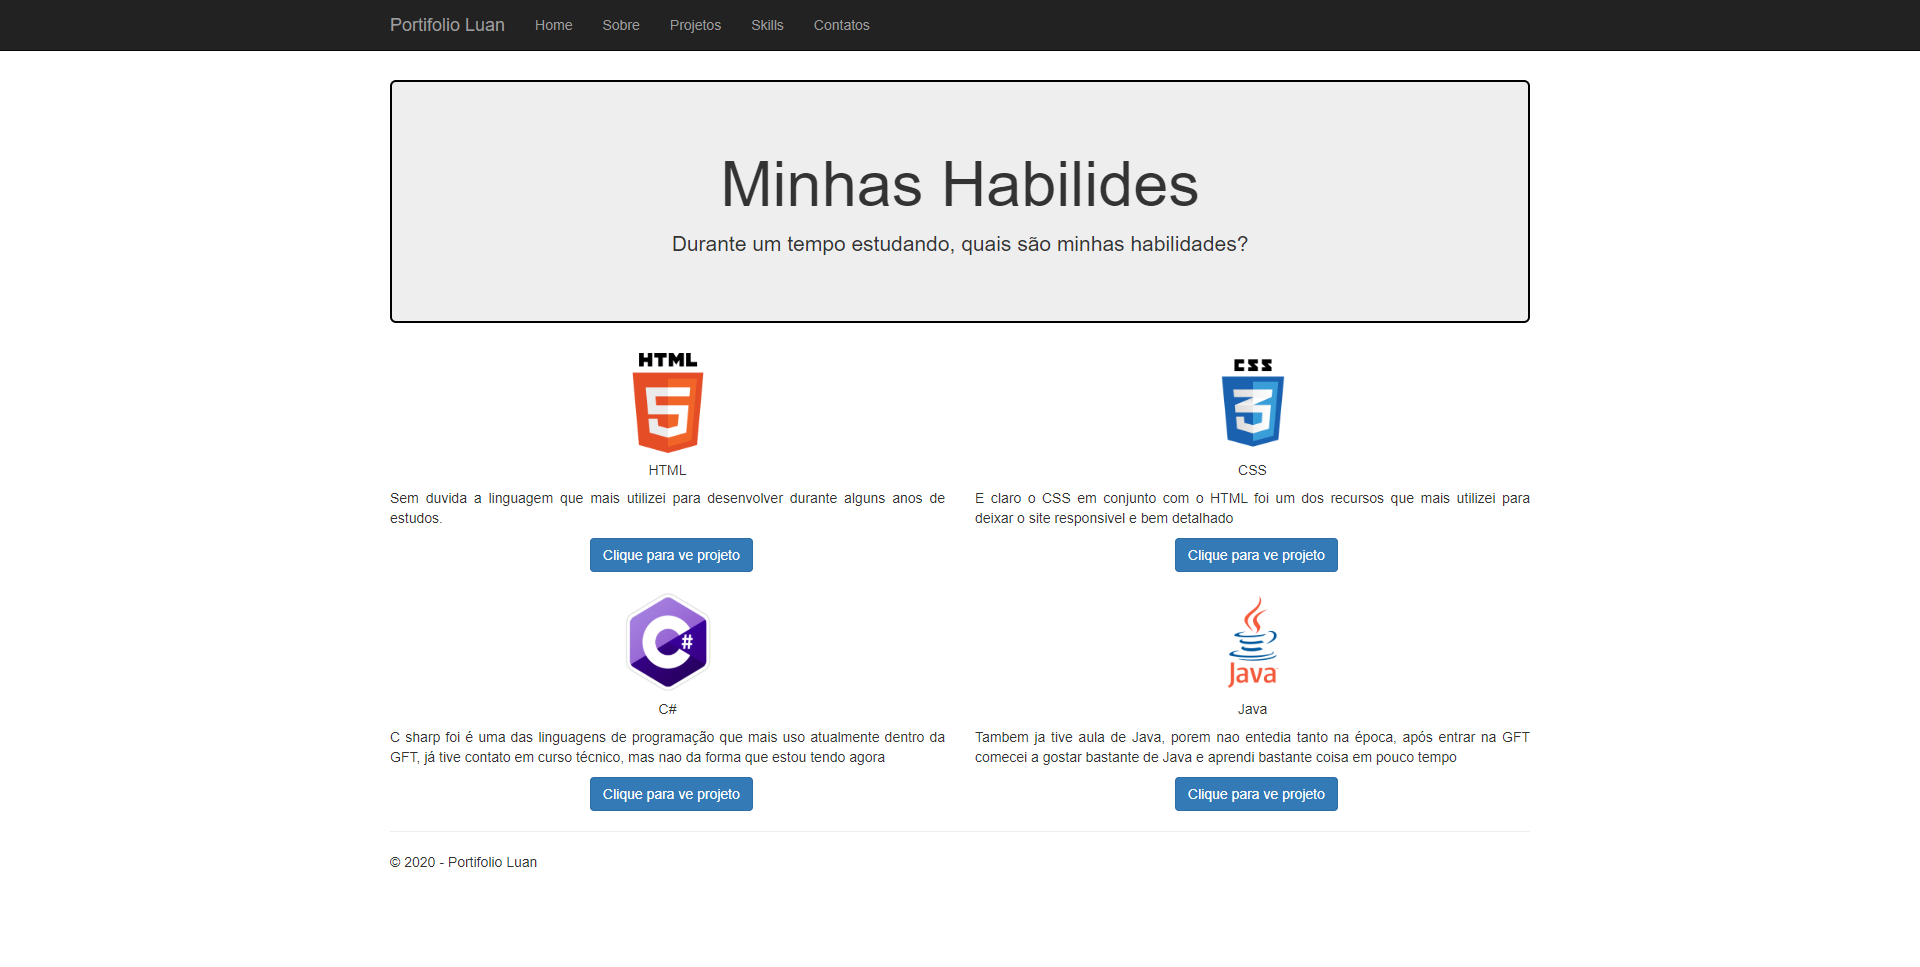 Portifolio Luan Home Sobre Projetos Skills Contatos
Minhas Habilides
Durante um tempo estudando, quais são minhas habilidades?
HTML
5
HTML
Sem duvida a linguagem que mais utilizei para desenvolver durante alguns anos de
estudos.
Clique para ve projeto
CSS
3
CSS
E claro o CSS em conjunto com o HTML foi um dos recursos que mais utilizei para
deixar o site responsivel e bem detalhado
Clique para ve projeto
C#
C#
C sharp foi é uma das linguagens de programação que mais uso atualmente dentro da
GFT, já tive contato em curso técnico, mas nao da forma que estou tendo agora
Clique para ve projeto
Java
Java
Tambem ja tive aula de Java, porem nao entedia tanto na época, após entrar na GFT
comecei a gostar bastante de Java e aprendi bastante coisa em pouco tempo
Clique para ve projeto
© 2020 - Portifolio Luan